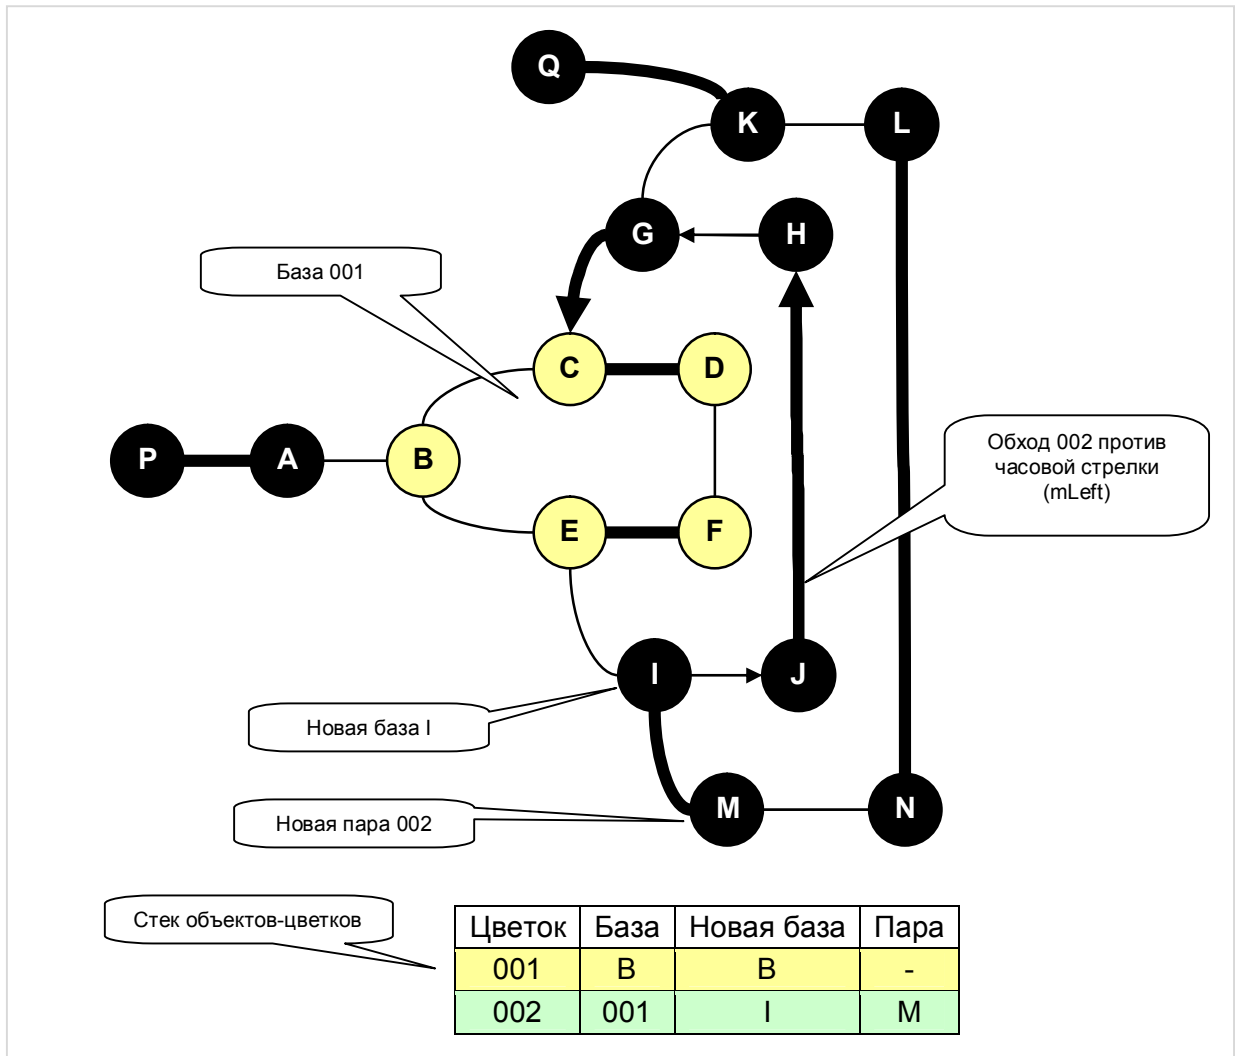 Q
K
L
G
H
База 001
C
D
P
A
B
Обход 002 против
часовой стрелки
(mLeft)
E
F
I
J
Новая база I
M
N
Новая пара 002
Стек объектов-цветков
Цветок База Новая база Пара
001 B B -
002 001 I M